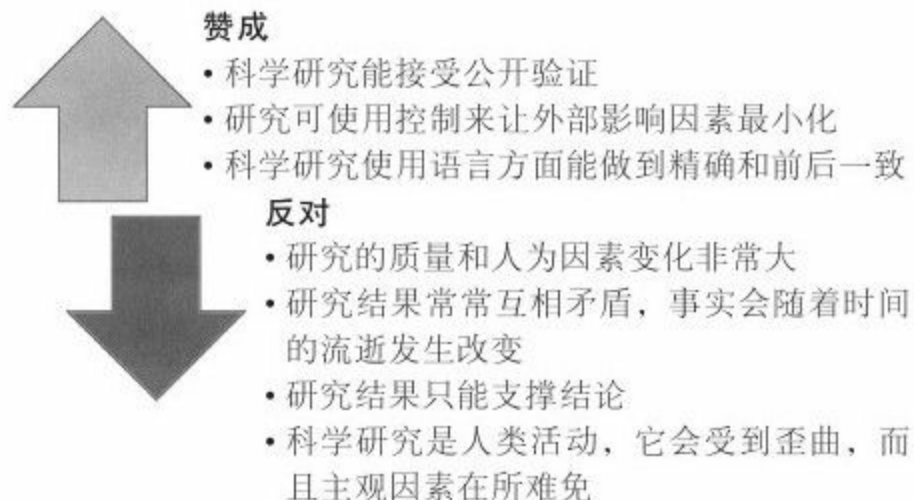 赞成
• 科学研究能接受公开验证
• 研究可使用控制来让外部影响因素最小化
• 科学研究使用语言方面能做到精确和前后一致
反对
• 研究的质量和人为因素变化非常大
• 研究结果常常互相矛盾，事实会随着时间
的流逝发生改变
• 研究结果只能支撑结论
• 科学研究是人类活动，它会受到歪曲，而
且主观因素在所难免